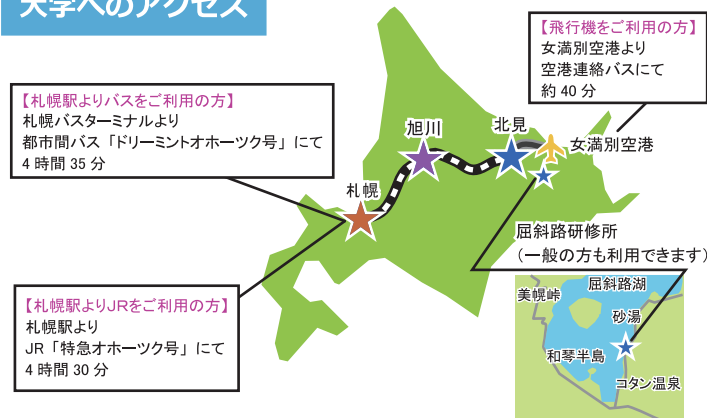 大学へのアクセス
【飛行機をご利用の方】
女満別空港より
空港連絡バスにて
約40分
【札幌駅よりバスをご利用の方】
札幌バスターミナルより
都市間バス「ドリーミントオホーツク号」にて
4時間35分
旭川
北見
女満別空港
札幌
屈斜路研修所
(一般の方も利用できます)
【札幌駅よりJRをご利用の方】
札幌駅より
JR「特急オホーツク号」にて
4時間30分
屈斜路湖
美幌峠
砂湯
和琴半島
コタン温泉